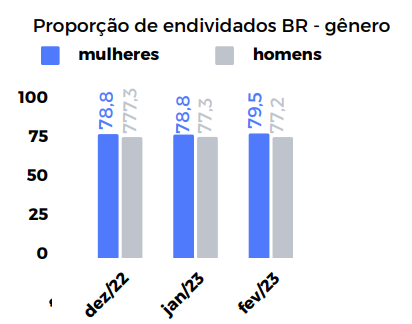 Proporção de endividados BR - gênero
mulheres homens
100
75
50
25
0
78,8 777,3 78,8 77,3 79,5 77,2
dez/22 jan/23 fev/23